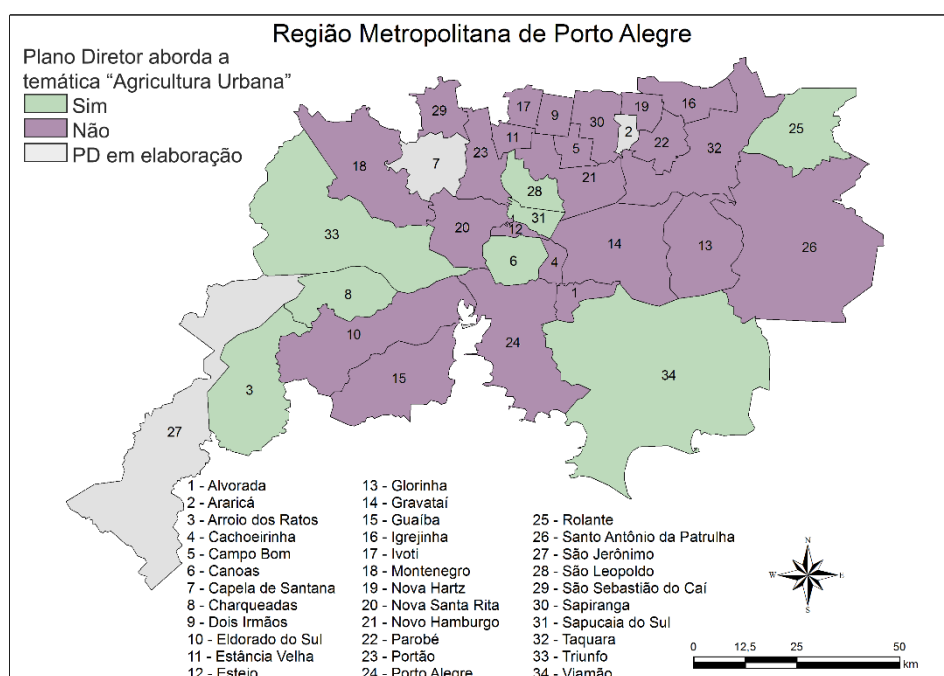 Região Metropolitana de Porto Alegre
Plano Diretor aborda a
temática “Agricultura Urbana”
Sim
Não
PD em elaboração
29
17
9
30
19
16
25
18
7
23
11
5
2
22
32
28
21
33
20
31
12
14
13
26
6
4
8
1
10
24
3
15
34
27
1 - Alvorada
2 - Araricá
3 - Arroio dos Ratos
4 - Cachoeirinha
5 - Campo Bom
6 - Canoas
7 - Capela de Santana
8 - Charqueadas
9 - Dois Irmãos
10 - Eldorado do Sul
11 - Estância Velha
12 - Esteio
13 - Glorinha
14 - Gravataí
15 - Guaíba
16 - Igrejinha
17 - Ivoti
18 - Montenegro
19 - Nova Hartz
20 - Nova Santa Rita
21 - Novo Hamburgo
22 - Parobé
23 - Portão
24 - Porto Alegre
25 - Rolante
26 - Santo Antônio da Patrulha
27 - São Jerônimo
28 - São Leopoldo
29 - São Sebastião do Caí
30 - Sapiranga
31 - Sapucaia do Sul
32 - Taquara
33 - Triunfo
34 - Viamão
N
W E
S
0 12,5 25 50
km